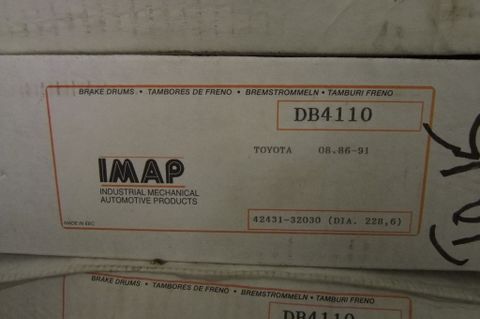 BRAKE DRUMS • TAMBORES DE FRENO • BREMSTROMMELN • TAMBURI FRENO
DB4110
TOYOTA 08.86-91
IMAP
INDUSTRIAL MECHANICAL
AUTOMOTIVE PRODUCTS
MADE IN EEC
42431-32030 (DIA. 228,6)
BRAKE DRUMS • TAMBORES DE FRENO • BREMSTROMMELN • TAMBURI FRENO
DB4110